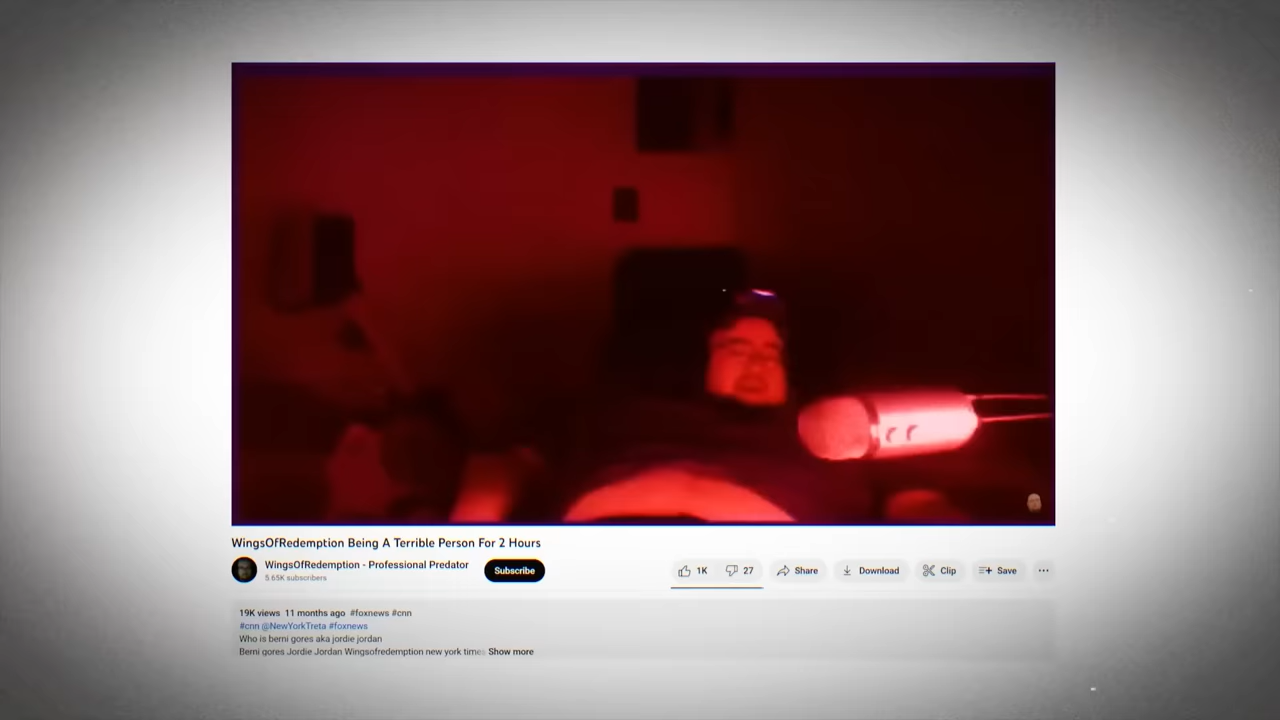 WingsOfRedemption Being A Terrible Person For 2 Hours
WingsOfRedemption - Professional Predator
5.65K subscribers
Subscribe
1K
27
Share
Download
Clip
Save
19K views 11 months ago #foxnews #cnn
#cnn @NewYorkTreta #foxnews
Who is berni gores aka jordie jordan
Berni gores Jordie Jordan Wingsofredemption new york times Show more